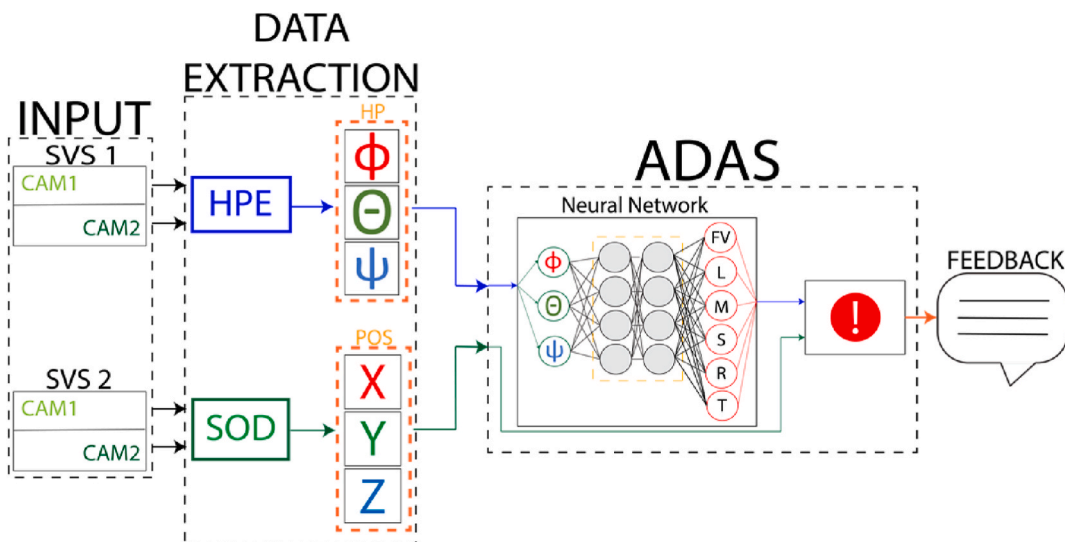 DATA
EXTRACTION
INPUT
SVS 1
CAM1
CAM2
SVS 2
CAM1
CAM2
HPE
SOD
HP
Φ
Θ
Ψ
POS
X
Y
Z
ADAS
Neural Network
Φ
Θ
Ψ
FV
L
M
S
R
T
!
FEEDBACK